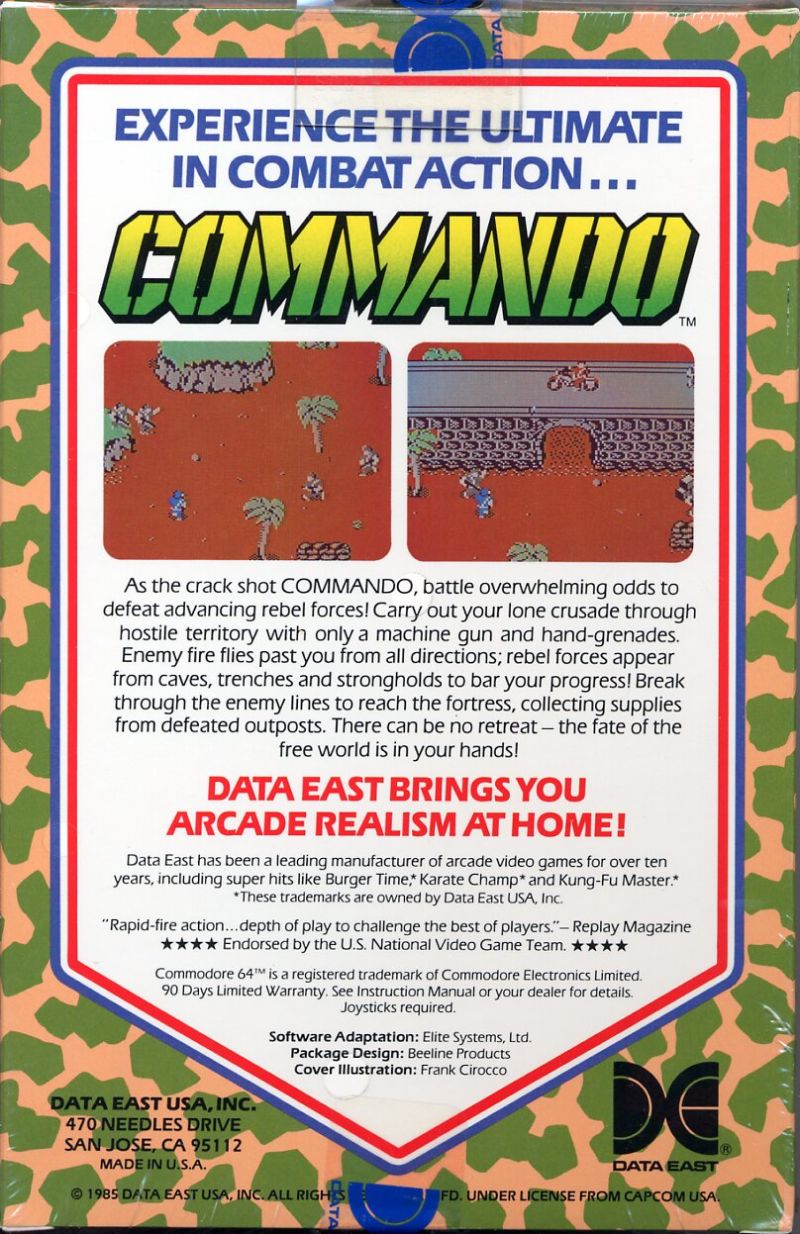 DATA
EXPERIENCE THE ULTIMATE
IN COMBAT ACTION...
COMMANDO
TM
As the crack shot COMMANDO, battle overwhelming odds to
defeat advancing rebel forces! Carry out your lone crusade through
hostile territory with only a machine gun and hand-grenades.
Enemy fire flies past you from all directions; rebel forces appear
from caves, trenches and strongholds to bar your progress! Break
through the enemy lines to reach the fortress, collecting supplies
from defeated outposts. There can be no retreat – the fate of the
free world is in your hands!
DATA EAST BRINGS YOU
ARCADE REALISM AT HOME!
Data East has been a leading manufacturer of arcade video games for over ten
years, including super hits like Burger Time,* Karate Champ* and Kung-Fu Master.*
*These trademarks are owned by Data East USA, Inc.
"Rapid-fire action...depth of play to challenge the best of players."– Replay Magazine
★★★★ Endorsed by the U.S. National Video Game Team. ★★★★
Commodore 64™ is a registered trademark of Commodore Electronics Limited.
90 Days Limited Warranty. See Instruction Manual or your dealer for details.
Joysticks required.
Software Adaptation: Elite Systems, Ltd.
Package Design: Beeline Products
Cover Illustration: Frank Cirocco
DATA EAST USA, INC.
470 NEEDLES DRIVE
SAN JOSE, CA 95112
MADE IN U.S.A.
®
DATA EAST
© 1985 DATA EAST USA, INC. ALL RIGHTS FD. UNDER LICENSE FROM CAPCOM USA.
DATA